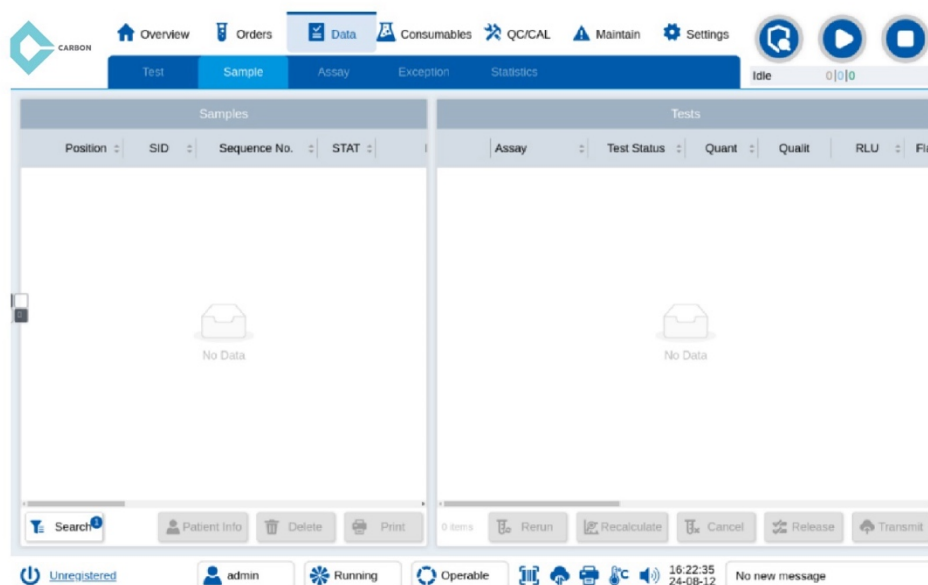 CARBON
Overview Orders Data Consumables QC/CAL Maintain Settings
Test Sample Assay Exception Statistics
Idle 0|0|0
Samples Tests
Position SID Sequence No. STAT Assay Test Status Quant Qualit RLU Fla
No Data No Data
Search Patient Info Delete Print 0 items Rerun Recalculate Cancel Release Transmit
Unregistered admin Running Operable °C 16:22:35
24-08-12 No new message